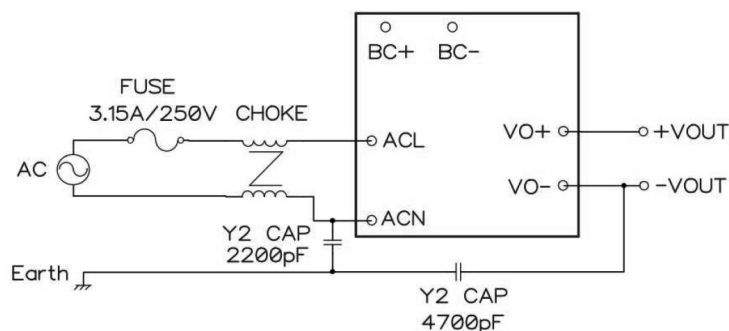 BC+ BC-
FUSE
3.15A/250V CHOKE
ACL VO+ +VOUT
AC
VO- -VOUT
ACN
Y2 CAP
2200pF
Earth
Y2 CAP
4700pF